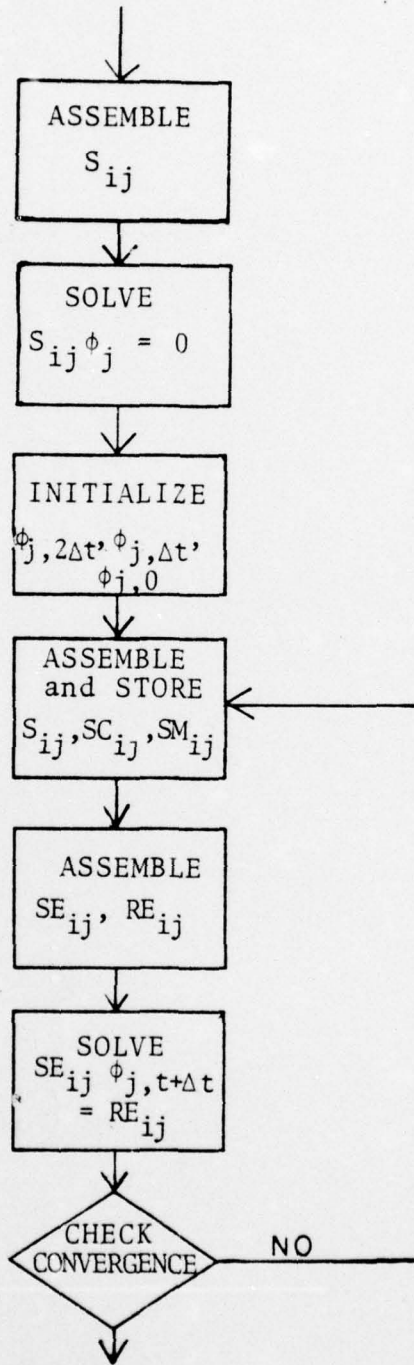 ASSEMBLE
S_ij
SOLVE
S_ij ϕ_j = 0
INITIALIZE
ϕ_j,2Δt, ϕ_j,Δt,
ϕ_j,0
ASSEMBLE
and STORE
S_ij, SC_ij, SM_ij
ASSEMBLE
SE_ij, RE_ij
SOLVE
SE_ij ϕ_j,t+Δt
= RE_ij
CHECK
CONVERGENCE
NO